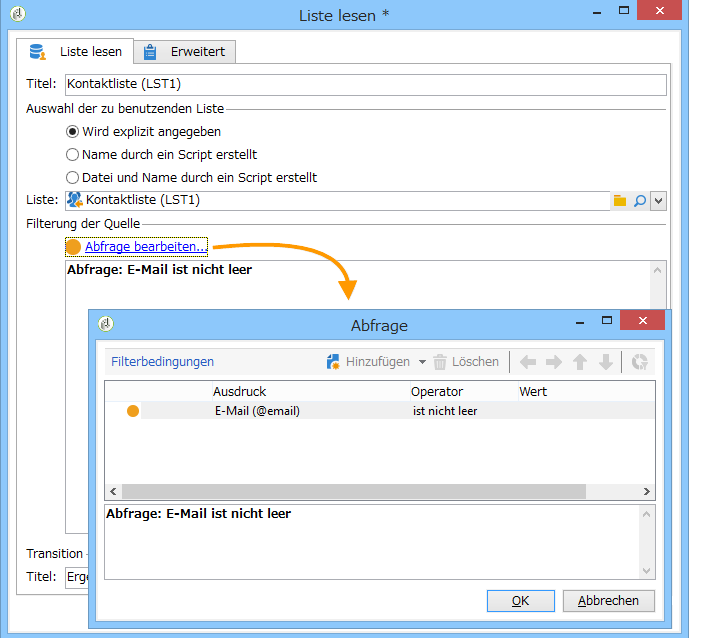 Liste lesen *
Liste lesen
Erweitert
Titel: Kontaktliste (LST1)
Auswahl der zu benutzenden Liste
Wird explizit angegeben
Name durch ein Script erstellt
Datei und Name durch ein Script erstellt
Liste: Kontaktliste (LST1)
Filterung der Quelle
Abfrage bearbeiten...
Abfrage: E-Mail ist nicht leer
Abfrage
Filterbedingungen Hinzufügen Löschen
Ausdruck Operator Wert
E-Mail (@email) ist nicht leer
Abfrage: E-Mail ist nicht leer
Transition
Titel:
OK Abbrechen